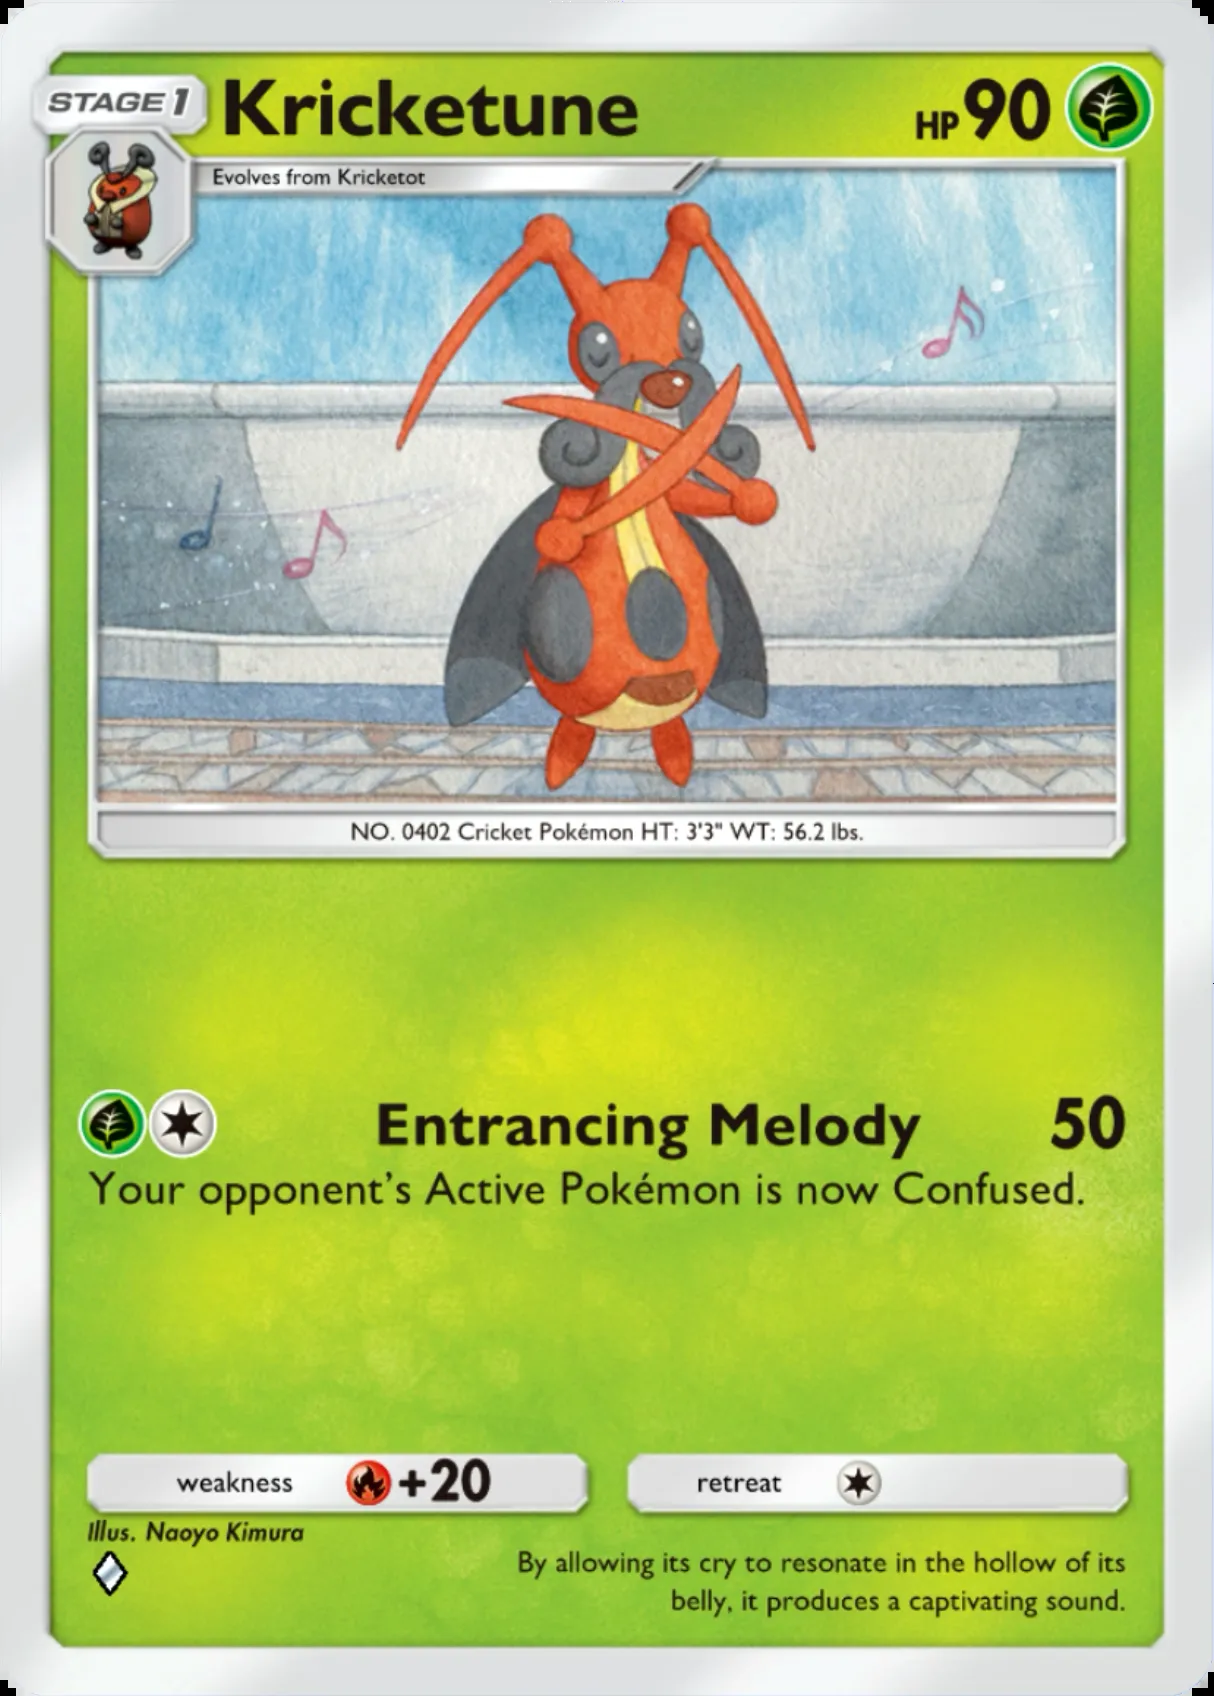 STAGE 1
Kricketune
HP 90
Evolves from Kricketot
NO. 0402 Cricket Pokémon HT: 3'3" WT: 56.2 lbs.
Entrancing Melody 50
Your opponent's Active Pokémon is now Confused.
weakness +20
retreat
Illus. Naoyo Kimura
By allowing its cry to resonate in the hollow of its
belly, it produces a captivating sound.